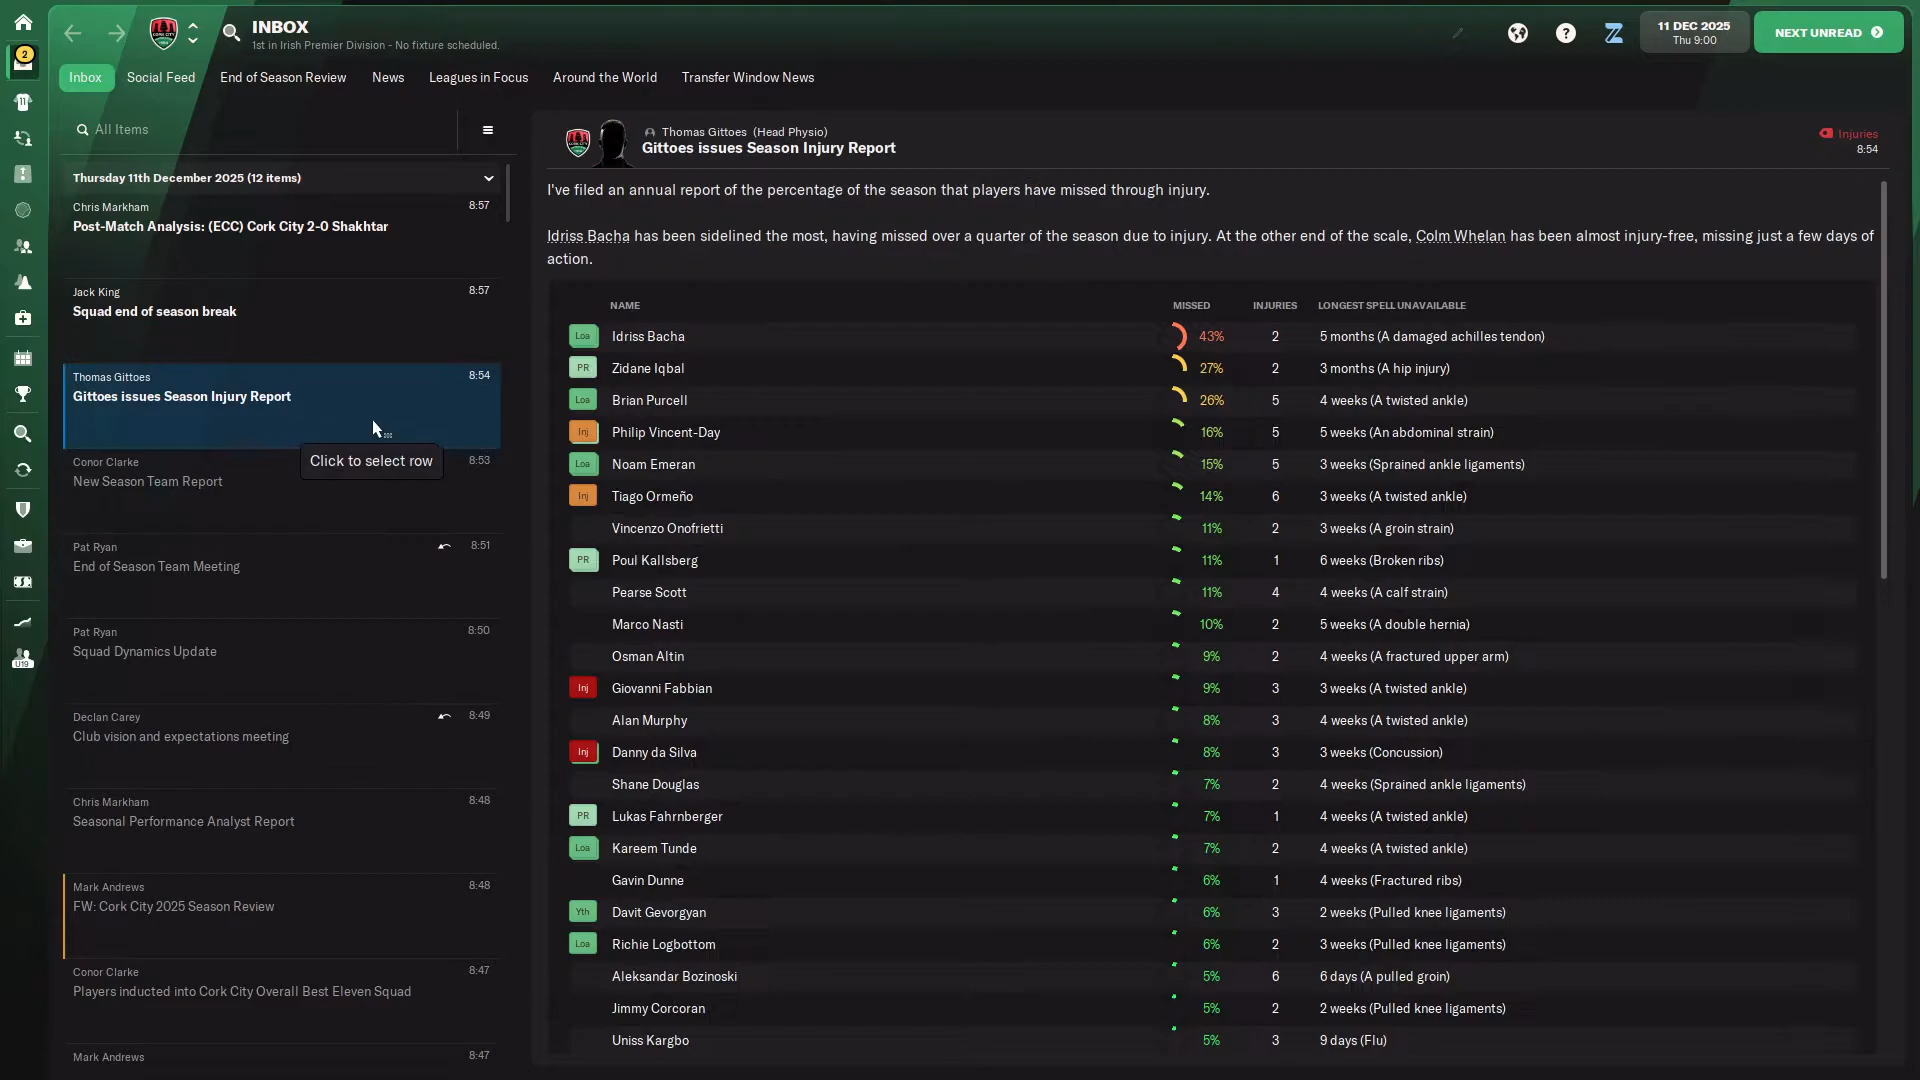 2
INBOX
1st in Irish Premier Division - No fixture scheduled.
11 DEC 2025
Thu 9:00
NEXT UNREAD
Inbox
Social Feed
End of Season Review
News
Leagues in Focus
Around the World
Transfer Window News
All Items
Thursday 11th December 2025 (12 items)
Chris Markham 8:57
Post-Match Analysis: (ECC) Cork City 2-0 Shakhtar
Jack King 8:57
Squad end of season break
Thomas Gittoes 8:54
Gittoes issues Season Injury Report
Click to select row
Conor Clarke 8:53
New Season Team Report
Pat Ryan 8:51
End of Season Team Meeting
Pat Ryan 8:50
Squad Dynamics Update
Declan Carey 8:49
Club vision and expectations meeting
Chris Markham 8:48
Seasonal Performance Analyst Report
Mark Andrews 8:48
FW: Cork City 2025 Season Review
Conor Clarke 8:47
Players inducted into Cork City Overall Best Eleven Squad
Mark Andrews 8:47
U19
Thomas Gittoes (Head Physio)
Gittoes issues Season Injury Report
Injuries
8:54
I've filed an annual report of the percentage of the season that players have missed through injury.
Idriss Bacha has been sidelined the most, having missed over a quarter of the season due to injury. At the other end of the scale, Colm Whelan has been almost injury-free, missing just a few days of
action.
NAME MISSED INJURIES LONGEST SPELL UNAVAILABLE
Loa Idriss Bacha 43% 2 5 months (A damaged achilles tendon)
PR Zidane Iqbal 27% 2 3 months (A hip injury)
Loa Brian Purcell 26% 5 4 weeks (A twisted ankle)
Inj Philip Vincent-Day 16% 5 5 weeks (An abdominal strain)
Loa Noam Emeran 15% 5 3 weeks (Sprained ankle ligaments)
Inj Tiago Ormeño 14% 6 3 weeks (A twisted ankle)
Vincenzo Onofrietti 11% 2 3 weeks (A groin strain)
PR Poul Kallsberg 11% 1 6 weeks (Broken ribs)
Pearse Scott 11% 4 4 weeks (A calf strain)
Marco Nasti 10% 2 5 weeks (A double hernia)
Osman Altin 9% 2 4 weeks (A fractured upper arm)
Inj Giovanni Fabbian 9% 3 3 weeks (A twisted ankle)
Alan Murphy 8% 3 4 weeks (A twisted ankle)
Inj Danny da Silva 8% 3 3 weeks (Concussion)
Shane Douglas 7% 2 4 weeks (Sprained ankle ligaments)
PR Lukas Fahrnberger 7% 1 4 weeks (A twisted ankle)
Loa Kareem Tunde 7% 2 4 weeks (A twisted ankle)
Gavin Dunne 6% 1 4 weeks (Fractured ribs)
Yth Davit Gevorgyan 6% 3 2 weeks (Pulled knee ligaments)
Loa Richie Logbottom 6% 2 3 weeks (Pulled knee ligaments)
Aleksandar Bozinoski 5% 6 6 days (A pulled groin)
Jimmy Corcoran 5% 2 2 weeks (Pulled knee ligaments)
Uniss Kargbo 5% 3 9 days (Flu)